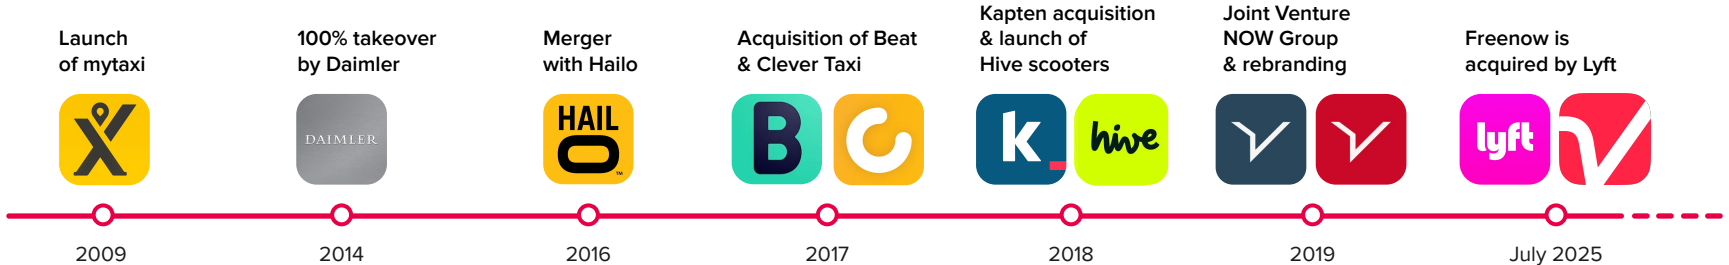 Launch
of mytaxi
100% takeover
by Daimler
Merger
with Hailo
Acquisition of Beat
& Clever Taxi
Kapten acquisition
& launch of
Hive scooters
Joint Venture
NOW Group
& rebranding
Freenow is
acquired by Lyft
DAIMLER
HAIL
O
™
B
k
hive
lyft
2009
2014
2016
2017
2018
2019
July 2025